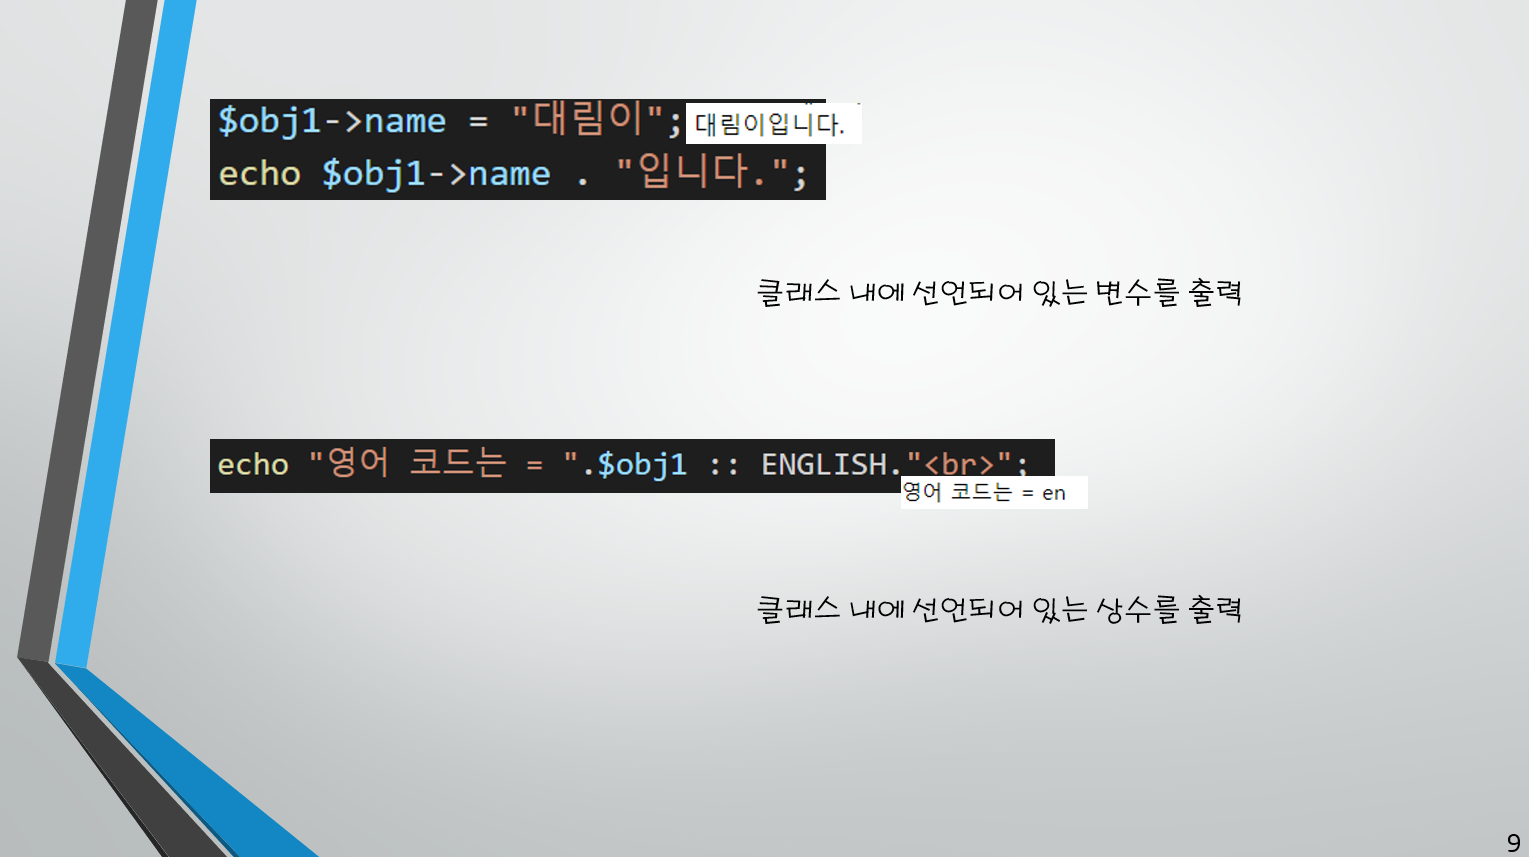 $obj1->name = "대림이";
대림이입니다.
echo $obj1->name . "입니다.";
클래스 내에 선언되어 있는 변수를 출력
echo "영어 코드는 = ".$obj1 :: ENGLISH."<br>";
영어 코드는 = en
클래스 내에 선언되어 있는 상수를 출력
9